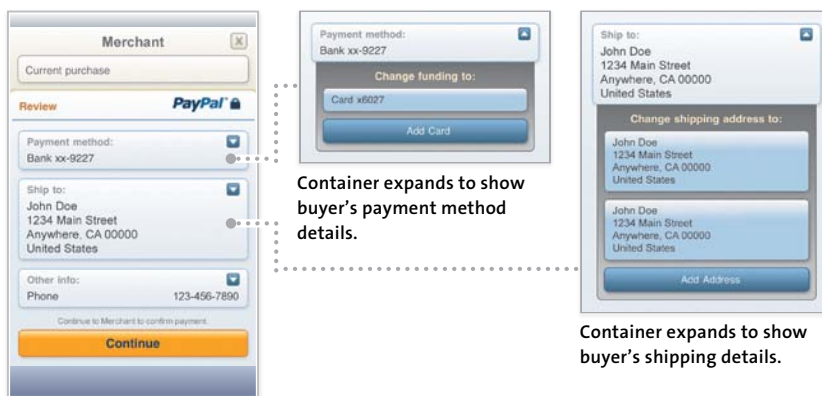 Merchant
X
Current purchase
Review
PayPal
Payment method:
Bank xx-9227
Ship to:
John Doe
1234 Main Street
Anywhere, CA 00000
United States
Other info:
Phone 123-456-7890
Continue to Merchant to confirm payment.
Continue
Payment method:
Bank xx-9227
Change funding to:
Card x6027
Add Card
Container expands to show
buyer's payment method
details.
Ship to:
John Doe
1234 Main Street
Anywhere, CA 00000
United States
Change shipping address to:
John Doe
1234 Main Street
Anywhere, CA 00000
United States
John Doe
1234 Main Street
Anywhere, CA 00000
United States
Add Address
Container expands to show
buyer's shipping details.